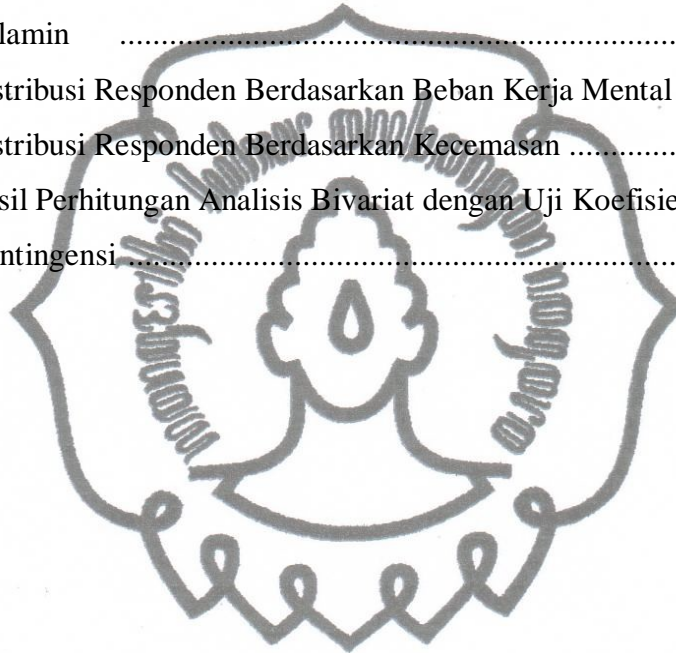 lamin ........................................................................
stribusi Responden Berdasarkan Beban Kerja Mental
stribusi Responden Berdasarkan Kecemasan ..............
sil Perhitungan Analisis Bivariat dengan Uji Koefisie
ntingensi ......................................................................